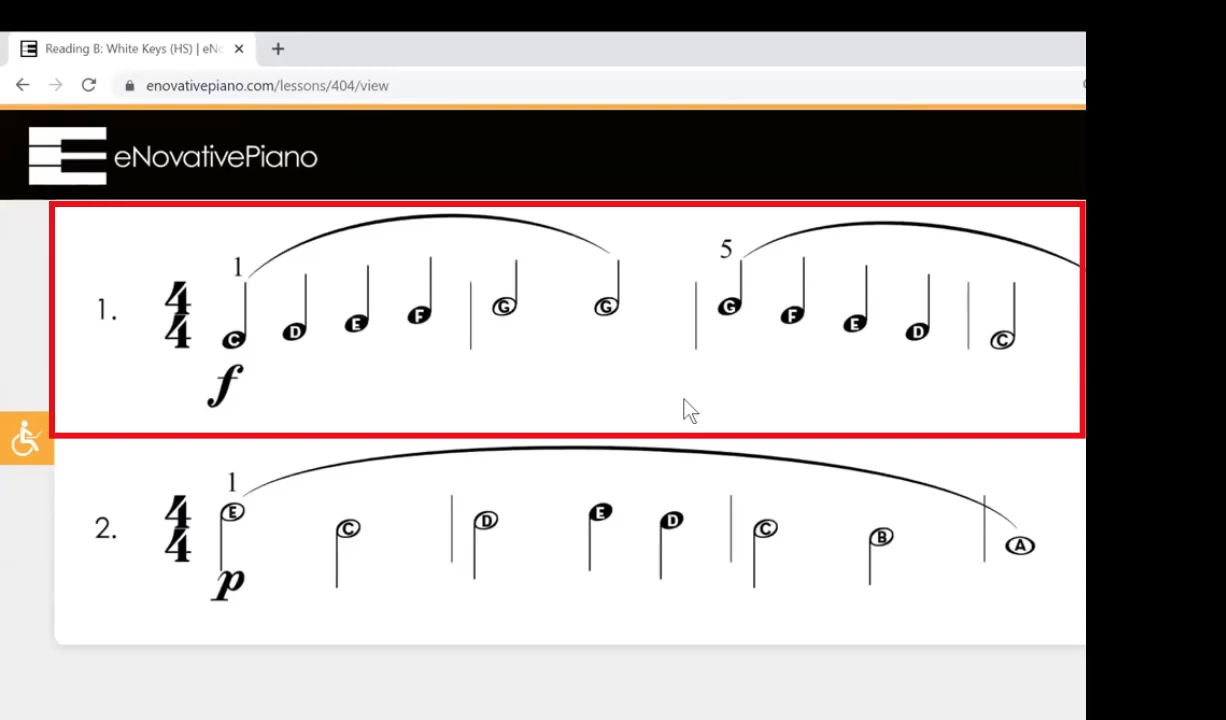 Reading B: White Keys (HS) | eNo
enovativepiano.com/lessons/404/view
eNovativePiano
1 5
1. 4 4 C D E F G G G F E D C
f
1
2. 4 4 E C D E D C B A
p